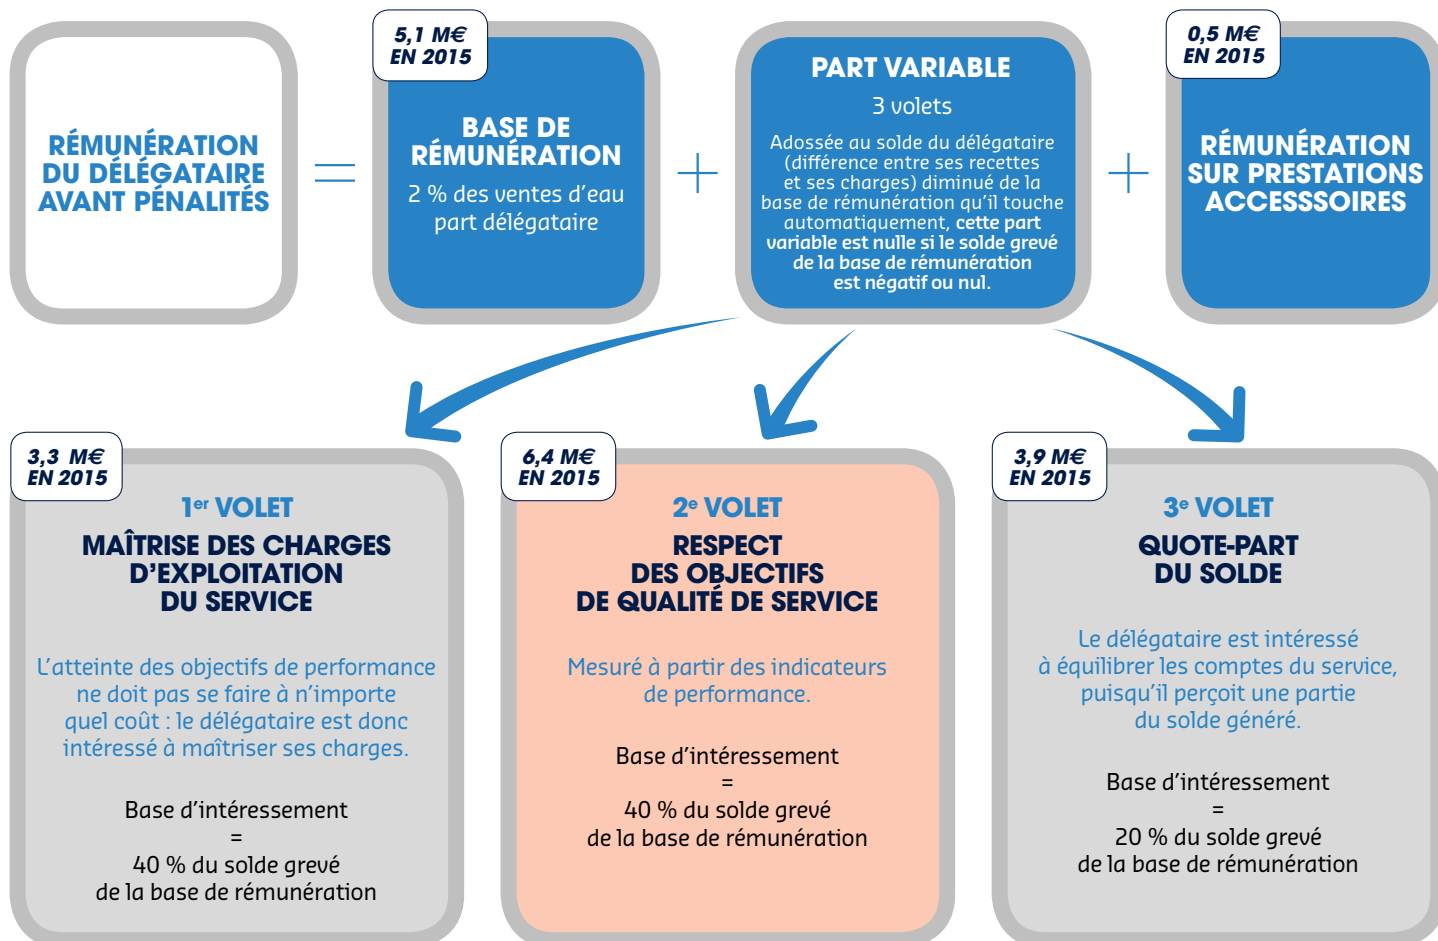 RÉMUNÉRATION
DU DÉLÉGATAIRE
AVANT PÉNALITÉS
=
5,1 M€
EN 2015
BASE DE
RÉMUNÉRATION
2 % des ventes d’eau
part délégataire
+
PART VARIABLE
3 volets
Adossée au solde du délégataire
(différence entre ses recettes
et ses charges) diminué de la
base de rémunération qu’il touche
automatiquement, cette part
variable est nulle si le solde grevé
de la base de rémunération
est négatif ou nul.
+
0,5 M€
EN 2015
RÉMUNÉRATION
SUR PRESTATIONS
ACCESSSOIRES
3,3 M€
EN 2015
1er VOLET
MAÎTRISE DES CHARGES
D’EXPLOITATION
DU SERVICE
L’atteinte des objectifs de performance
ne doit pas se faire à n’importe
quel coût : le délégataire est donc
intéressé à maîtriser ses charges.
Base d’intéressement
=
40 % du solde grevé
de la base de rémunération
6,4 M€
EN 2015
2e VOLET
RESPECT
DES OBJECTIFS
DE QUALITÉ DE SERVICE
Mesuré à partir des indicateurs
de performance.
Base d’intéressement
=
40 % du solde grevé
de la base de rémunération
3,9 M€
EN 2015
3e VOLET
QUOTE-PART
DU SOLDE
Le délégataire est intéressé
à équilibrer les comptes du service,
puisqu’il perçoit une partie
du solde généré.
Base d’intéressement
=
20 % du solde grevé
de la base de rémunération